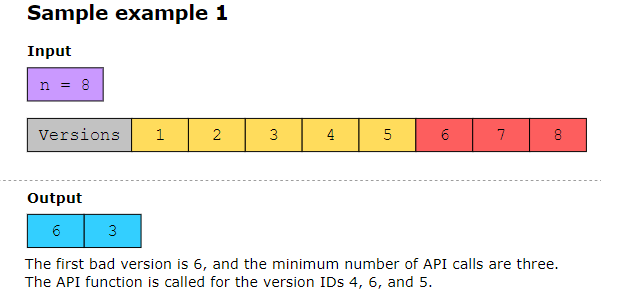 Sample example 1
Input
n = 8
Versions 1 2 3 4 5 6 7 8
Output
6 3
The first bad version is 6, and the minimum number of API calls are three.
The API function is called for the version IDs 4, 6, and 5.